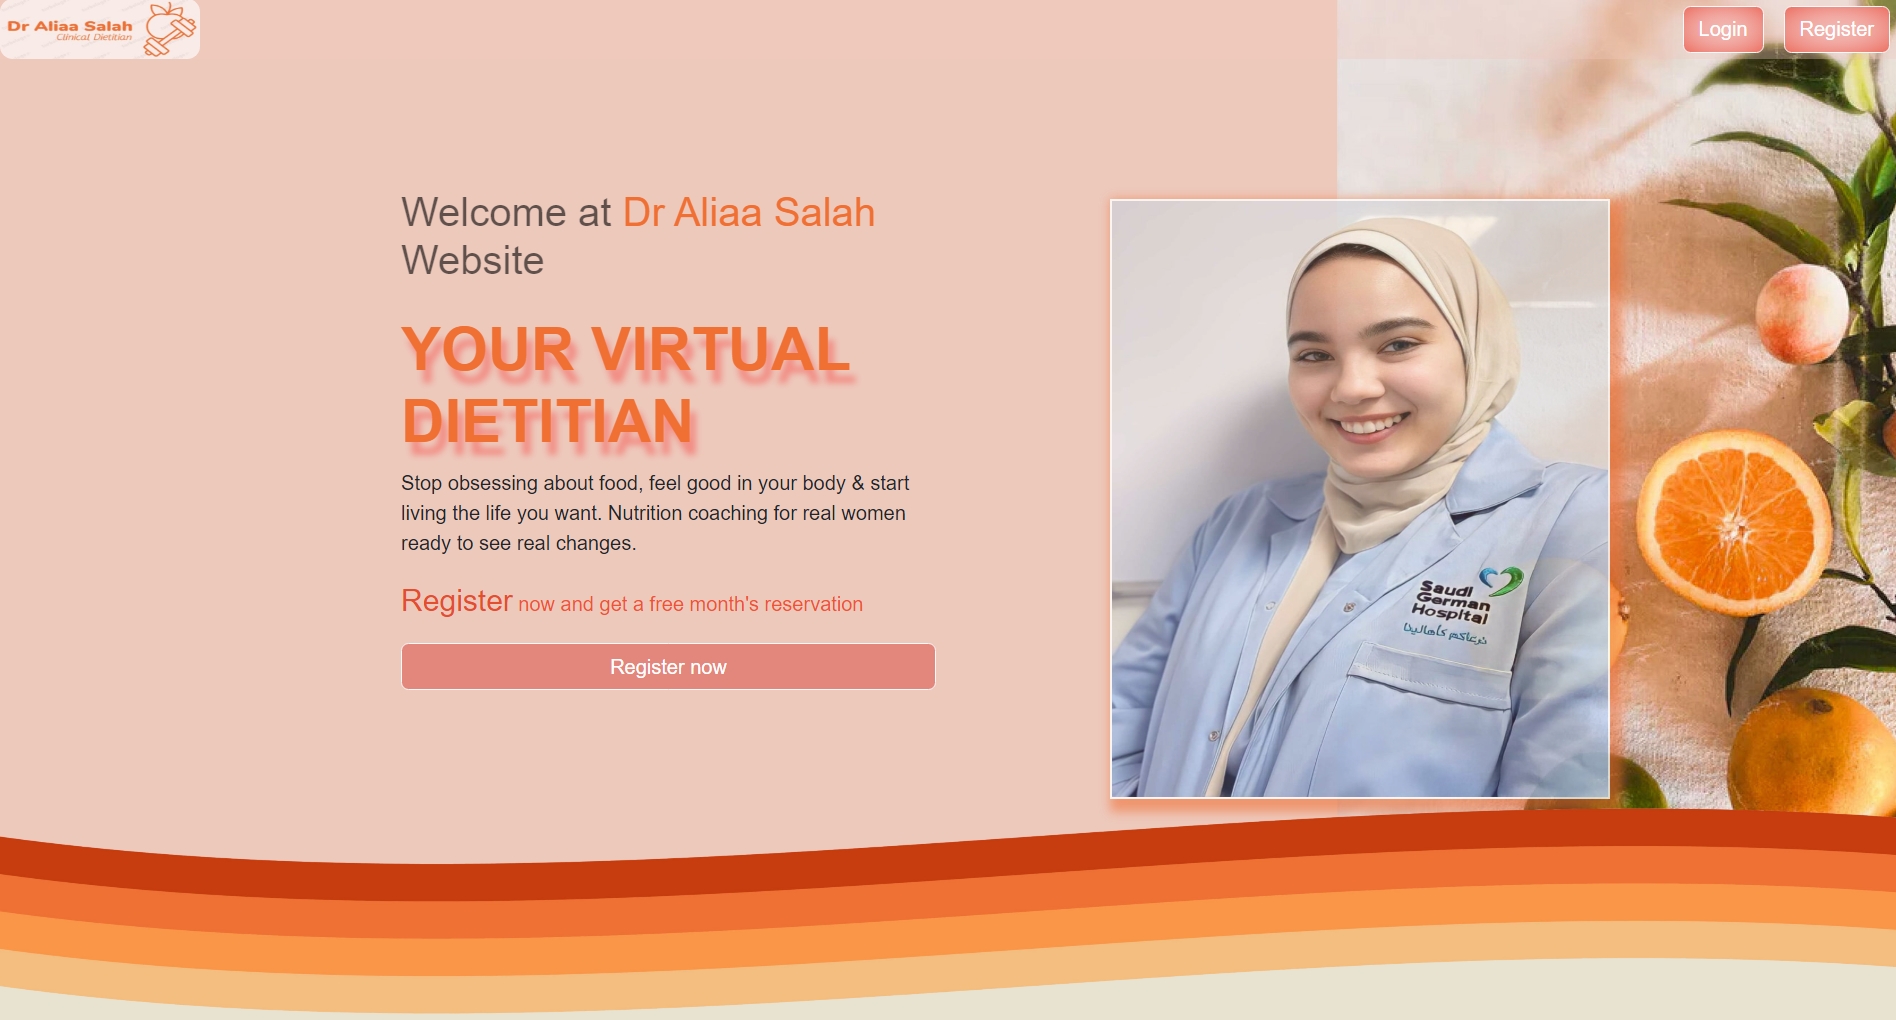 Dr Aliaa Salah
Clinical Dietitian
Login
Register
Welcome at Dr Aliaa Salah
Website
YOUR VIRTUAL
DIETITIAN
Stop obsessing about food, feel good in your body & start
living the life you want. Nutrition coaching for real women
ready to see real changes.
Register now and get a free month's reservation
Register now
Saudi
German
Hospital
نرعاكم كأهالينا